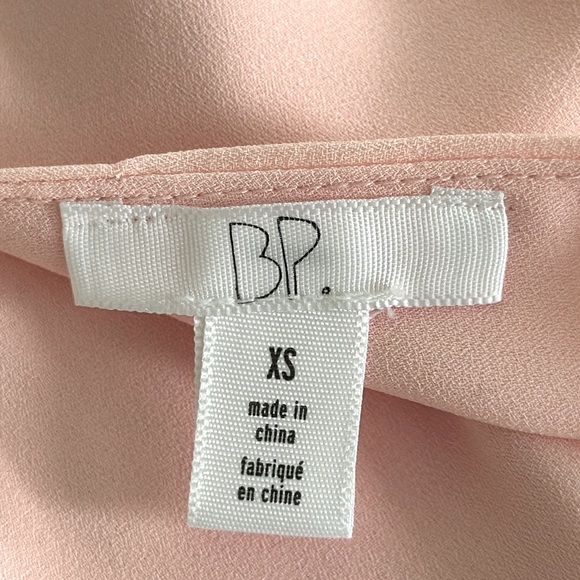 BP.
XS
made in
china
fabriqué
en chine